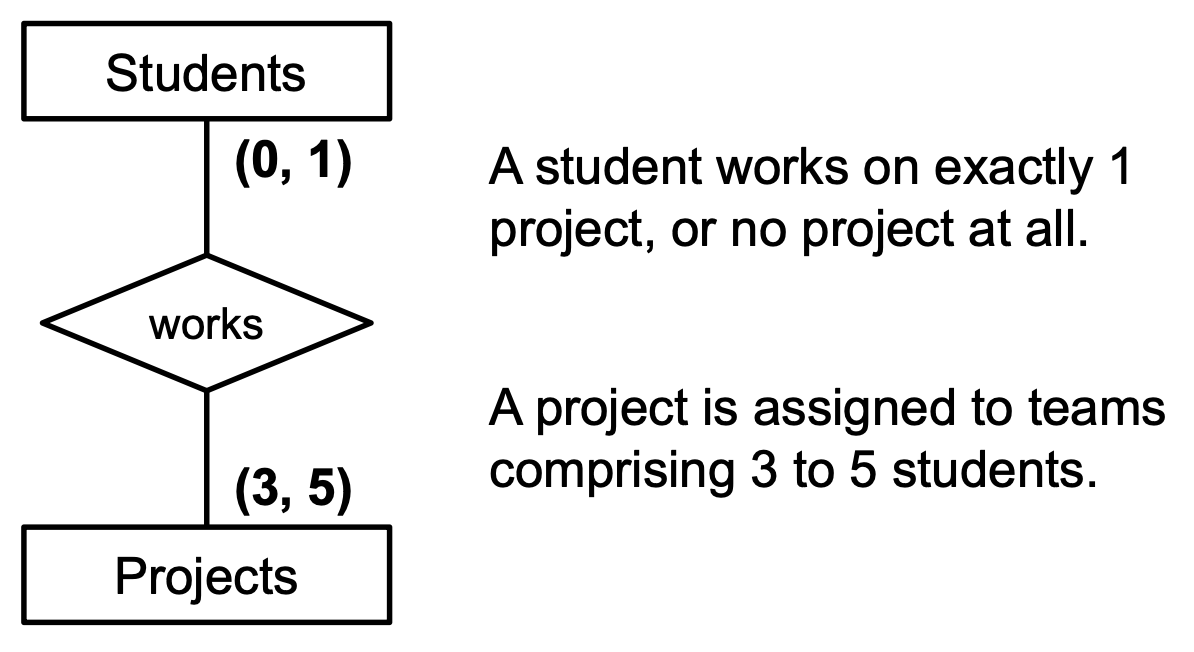 Students
(0, 1)
A student works on exactly 1
project, or no project at all.
works
A project is assigned to teams
comprising 3 to 5 students.
(3, 5)
Projects